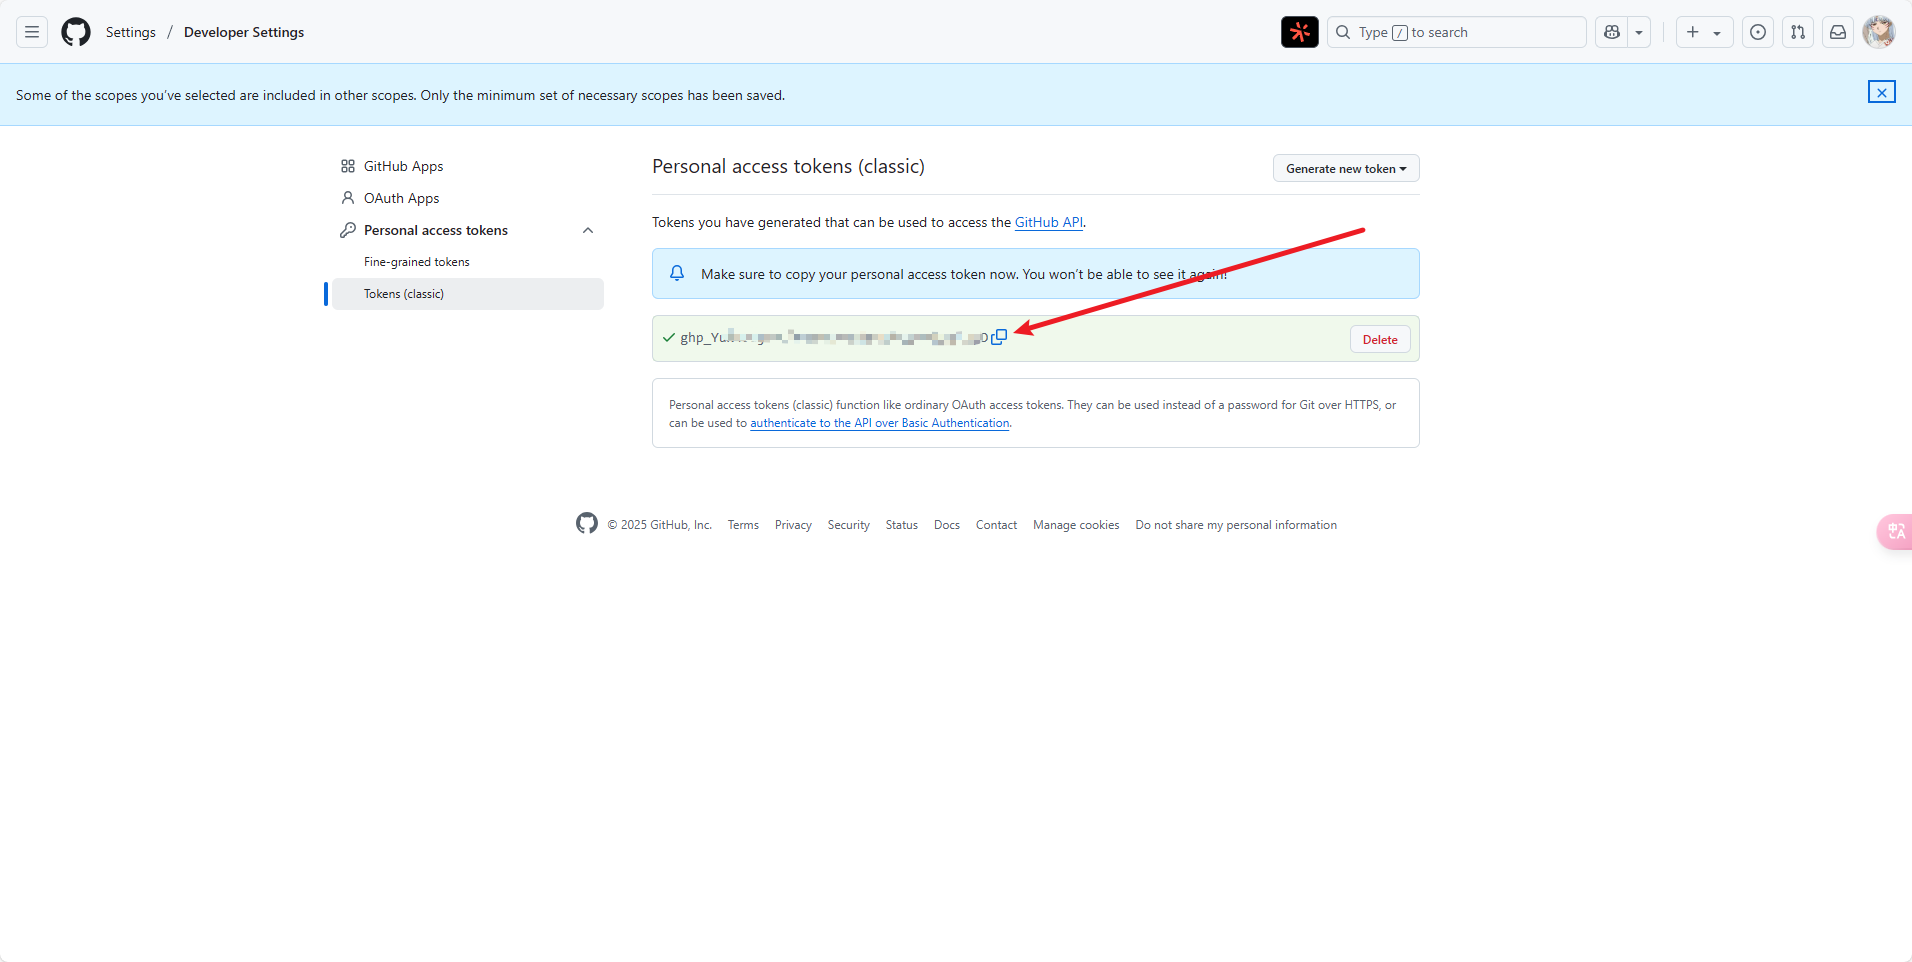 Settings / Developer Settings
Type / to search
Some of the scopes you've selected are included in other scopes. Only the minimum set of necessary scopes has been saved.
GitHub Apps
OAuth Apps
Personal access tokens
Fine-grained tokens
Tokens (classic)
Personal access tokens (classic)
Generate new token
Tokens you have generated that can be used to access the GitHub API.
Make sure to copy your personal access token now. You won't be able to see it again!
Delete
Personal access tokens (classic) function like ordinary OAuth access tokens. They can be used instead of a password for Git over HTTPS, or
can be used to authenticate to the API over Basic Authentication.
© 2025 GitHub, Inc. Terms Privacy Security Status Docs Contact Manage cookies Do not share my personal information
中 A